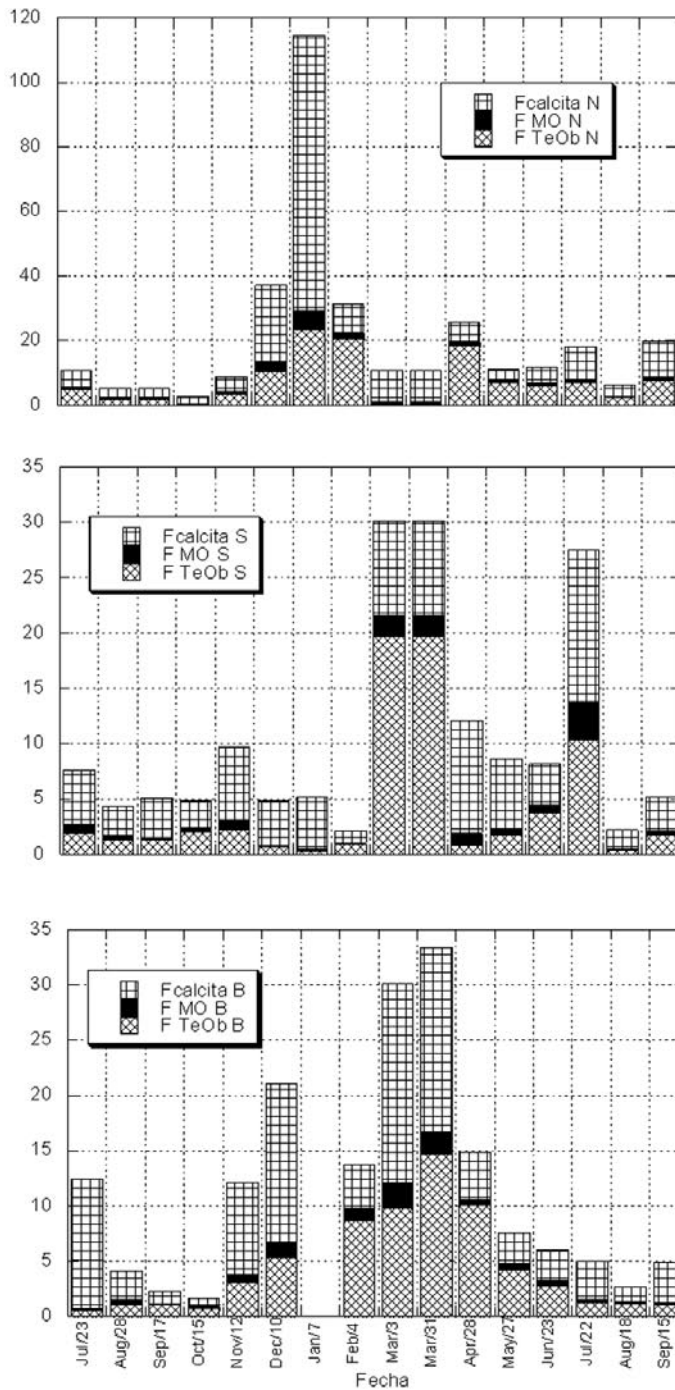 120
100
80
60
40
20
0
Fcalcita N
F MO N
F TeOb N
35
30
25
20
15
10
5
0
Fcalcita S
F MO S
F TeOb S
35
30
25
20
15
10
5
0
Fcalcita B
F MO B
F TeOb B
Jul/23
Aug/28
Sep/17
Oct/15
Nov/12
Dec/10
Jan/7
Feb/4
Mar/3
Mar/31
Apr/28
May/27
Jun/23
Jul/22
Aug/18
Sep/15
Fecha